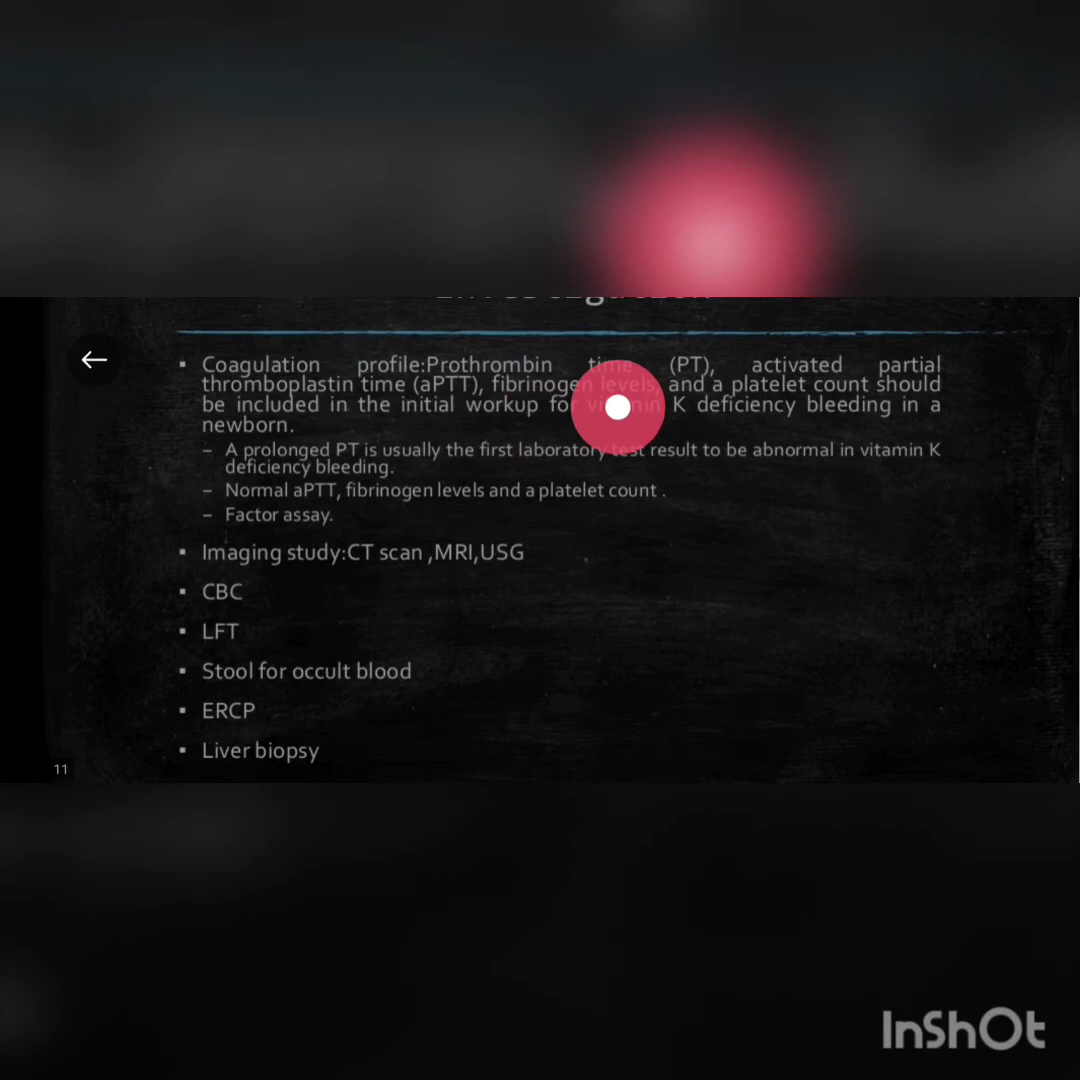 ▪ Coagulation profile:Prothrombin time (PT), activated partial
thromboplastin time (aPTT), fibrinogen levels, and a platelet count should
be included in the initial workup for vitamin K deficiency bleeding in a
newborn.
– A prolonged PT is usually the first laboratory test result to be abnormal in vitamin K
deficiency bleeding.
– Normal aPTT, fibrinogen levels and a platelet count .
– Factor assay.
▪ Imaging study:CT scan ,MRI,USG
▪ CBC
▪ LFT
▪ Stool for occult blood
▪ ERCP
▪ Liver biopsy
11
InShOt